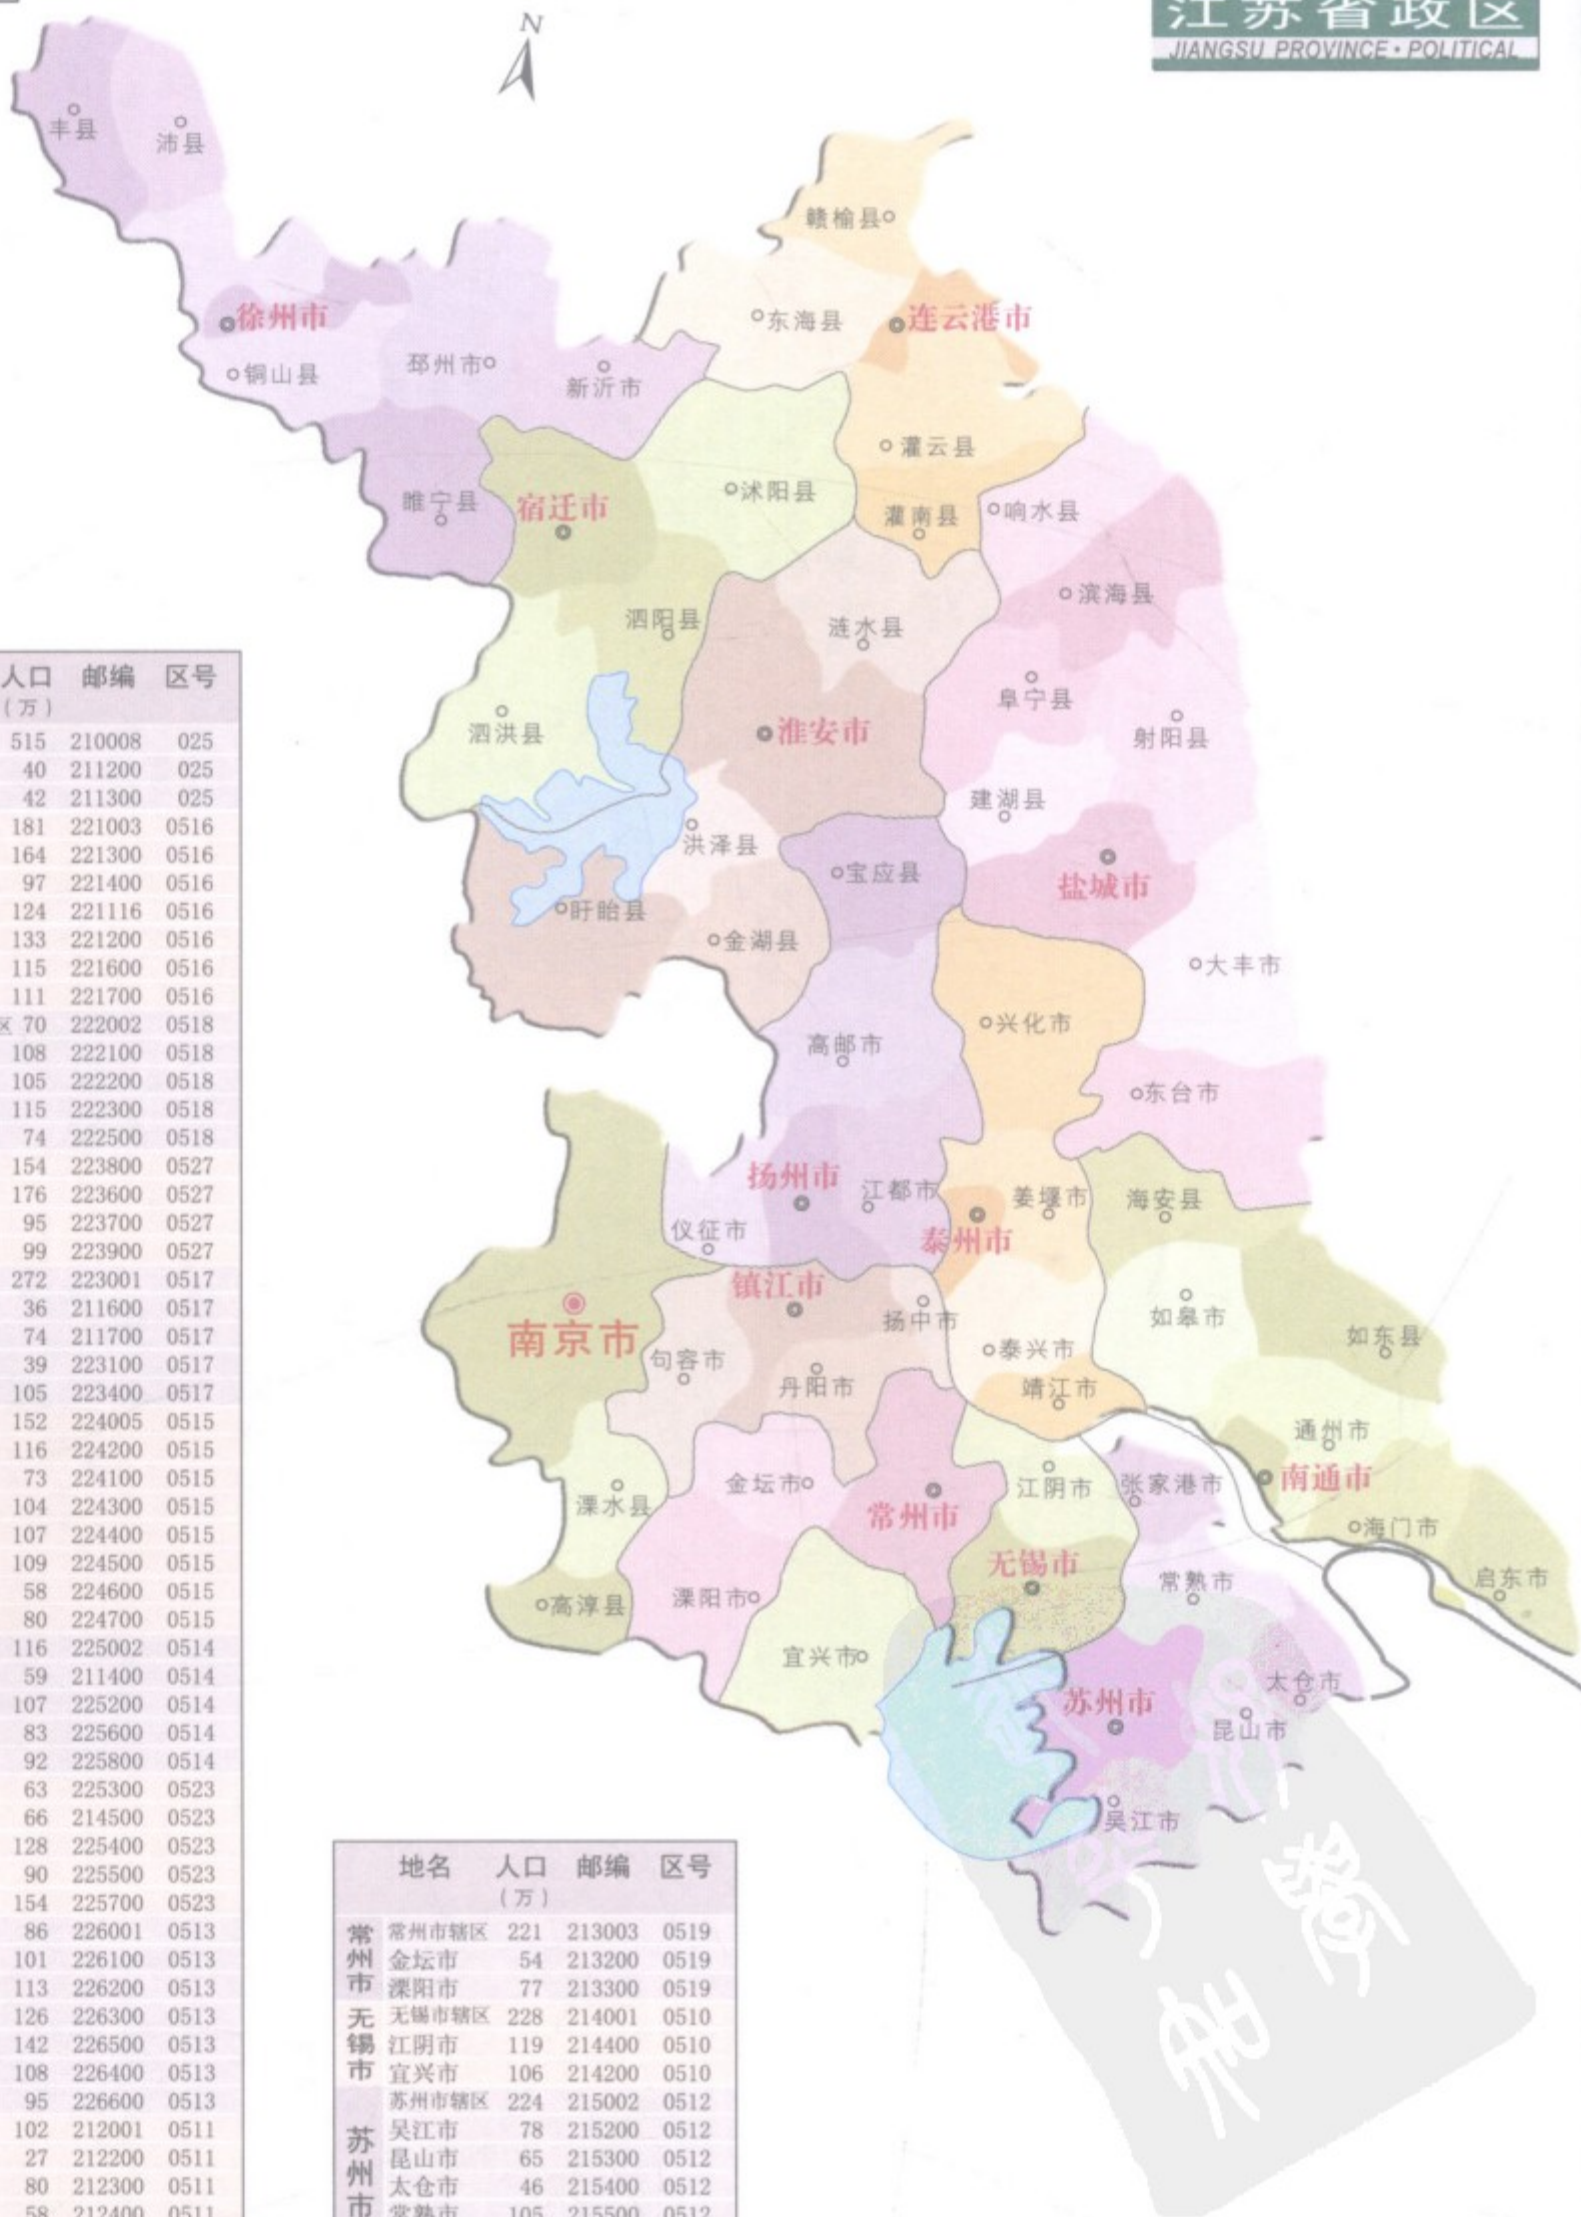 江苏省政区
JIANGSU PROVINCE·POLITICAL
N
丰县
沛县
赣榆县
徐州市
东海县
连云港市
铜山县
邳州市
新沂市
灌云县
睢宁县
宿迁市
沭阳县
灌南县
响水县
滨海县
泗阳县
涟水县
阜宁县
泗洪县
淮安市
射阳县
建湖县
洪泽县
宝应县
盐城市
盱眙县
金湖县
大丰市
兴化市
高邮市
东台市
扬州市
江都市
姜堰市
海安县
仪征市
泰州市
镇江市
扬中市
如皋市
南京市
句容市
泰兴市
如东县
丹阳市
靖江市
通州市
金坛市
江阴市
张家港市
南通市
溧水县
常州市
海门市
无锡市
常熟市
启东市
高淳县
溧阳市
宜兴市
苏州市
太仓市
昆山市
吴江市
人口 邮编 区号
(万)
515 210008 025
40 211200 025
42 211300 025
181 221003 0516
164 221300 0516
97 221400 0516
124 221116 0516
133 221200 0516
115 221600 0516
111 221700 0516
区 70 222002 0518
108 222100 0518
105 222200 0518
115 222300 0518
74 222500 0518
154 223800 0527
176 223600 0527
95 223700 0527
99 223900 0527
272 223001 0517
36 211600 0517
74 211700 0517
39 223100 0517
105 223400 0517
152 224005 0515
116 224200 0515
73 224100 0515
104 224300 0515
107 224400 0515
109 224500 0515
58 224600 0515
80 224700 0515
116 225002 0514
59 211400 0514
107 225200 0514
83 225600 0514
92 225800 0514
63 225300 0523
66 214500 0523
128 225400 0523
90 225500 0523
154 225700 0523
86 226001 0513
101 226100 0513
113 226200 0513
126 226300 0513
142 226500 0513
108 226400 0513
95 226600 0513
102 212001 0511
27 212200 0511
80 212300 0511
58 212400 0511
地名 人口 邮编 区号
(万)
常州市
常州市辖区 221 213003 0519
金坛市 54 213200 0519
溧阳市 77 213300 0519
无锡市
无锡市辖区 228 214001 0510
江阴市 119 214400 0510
宜兴市 106 214200 0510
苏州市
苏州市辖区 224 215002 0512
吴江市 78 215200 0512
昆山市 65 215300 0512
太仓市 46 215400 0512
常熟市 105 215500 0512